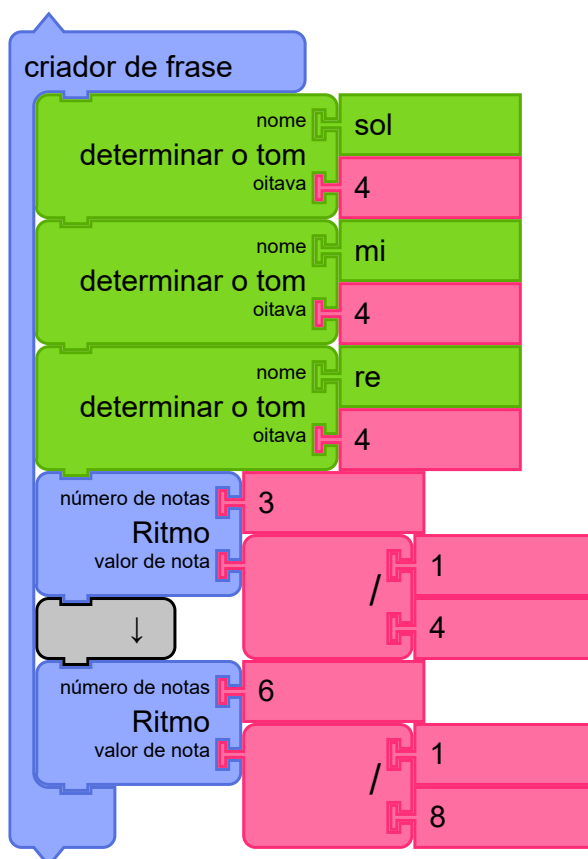 criador de frase
nome sol
determinar o tom
oitava 4
nome mi
determinar o tom
oitava 4
nome re
determinar o tom
oitava 4
número de notas 3
Ritmo
valor de nota / 1
4
↓
número de notas 6
Ritmo
valor de nota / 1
8